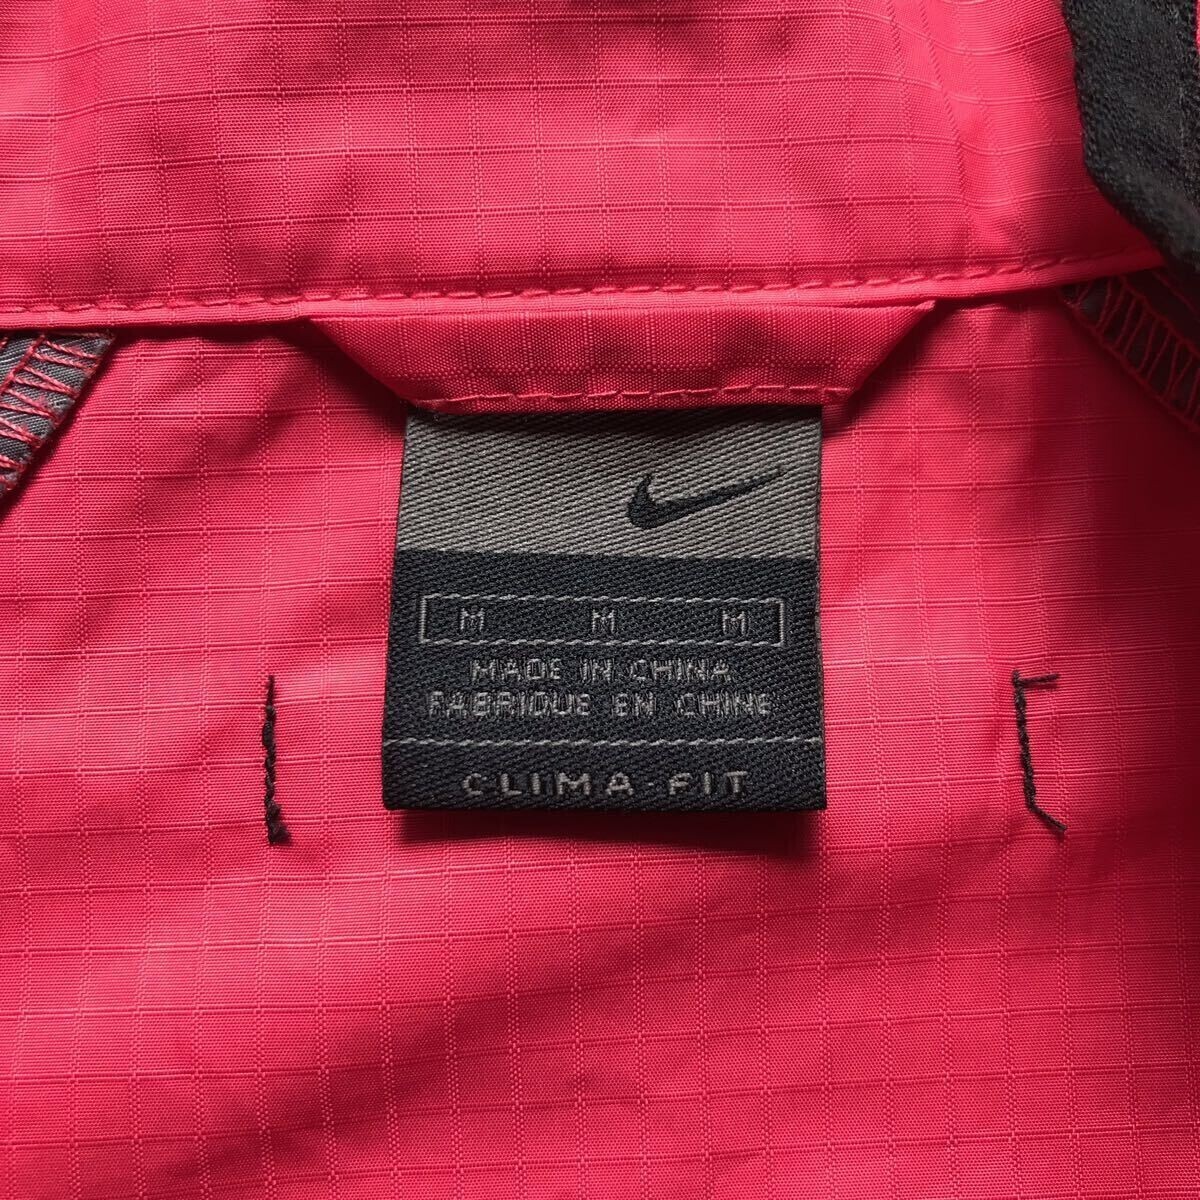 M M M
MADE IN CHINA
FABRIQUE EN CHINE
CLIMA-FIT